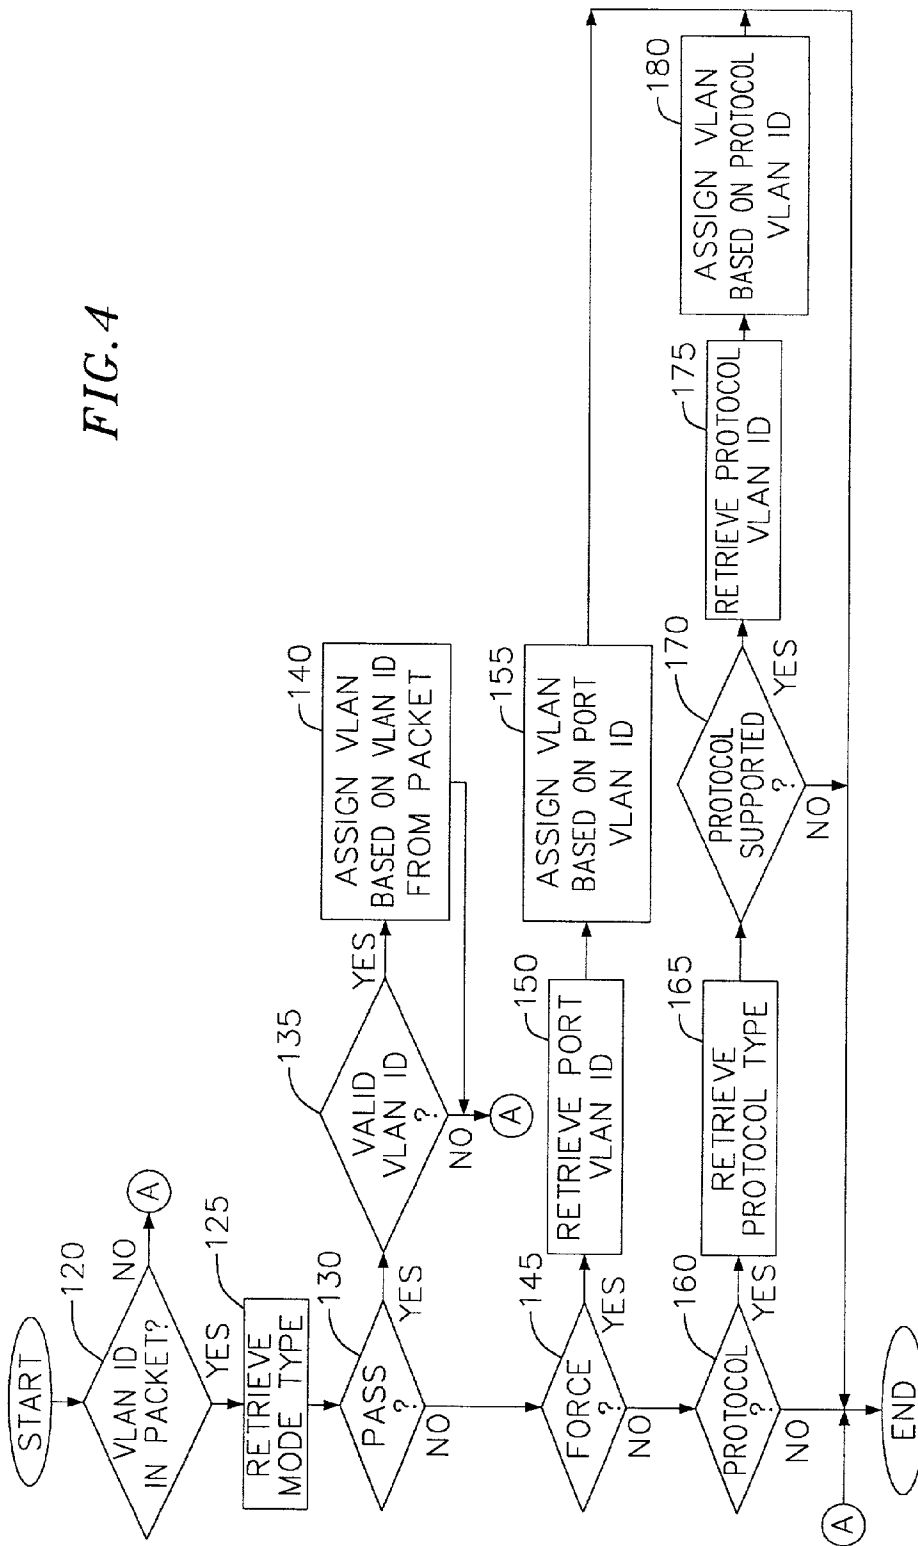 FIG. 4
START
120
VLAN ID
IN PACKET?
NO
A
YES
125
RETRIEVE
MODE TYPE
130
PASS
?
YES
NO
135
VALID
VLAN ID
?
YES
NO
A
140
ASSIGN VLAN
BASED ON VLAN ID
FROM PACKET
145
FORCE
?
YES
NO
150
RETRIEVE PORT
VLAN ID
155
ASSIGN VLAN
BASED ON PORT
VLAN ID
160
PROTOCOL
?
YES
NO
165
RETRIEVE
PROTOCOL TYPE
170
PROTOCOL
SUPPORTED
?
YES
NO
175
RETRIEVE PROTOCOL
VLAN ID
180
ASSIGN VLAN
BASED ON PROTOCOL
VLAN ID
A
END